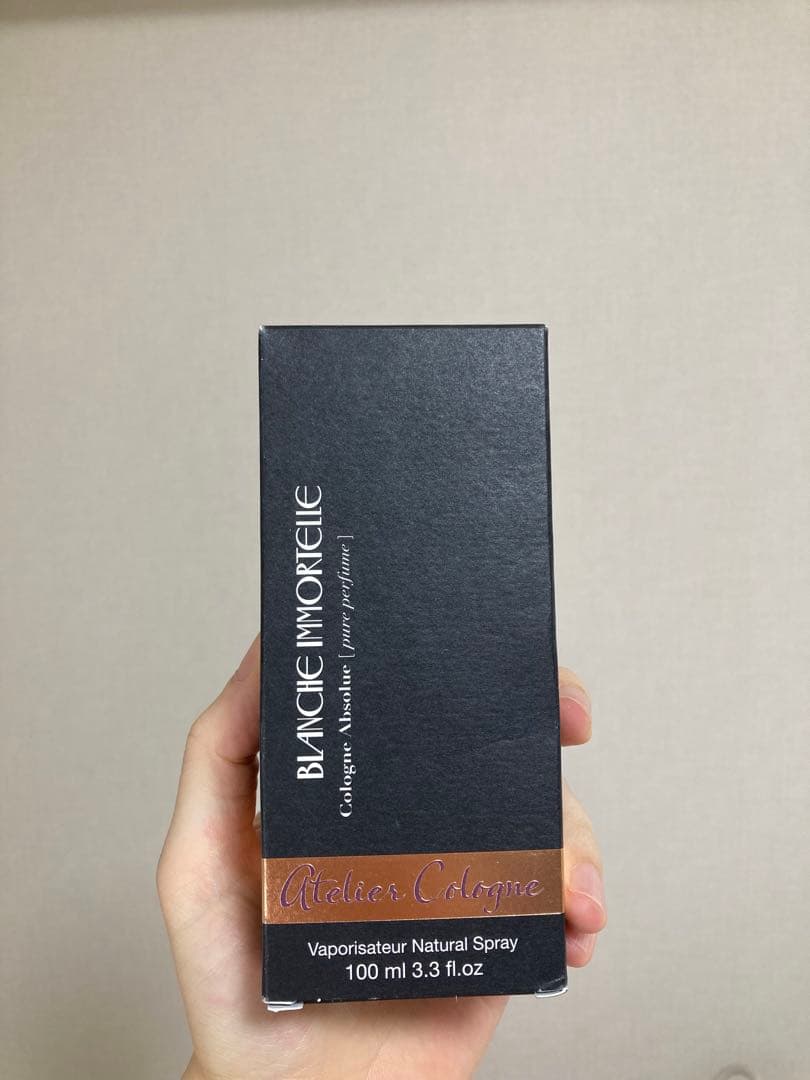 BLANCHE IMMORTELLE
Cologne Absolue [ pure perfume ]
Atelier Cologne
Vaporisateur Natural Spray
100 ml 3.3 fl.oz